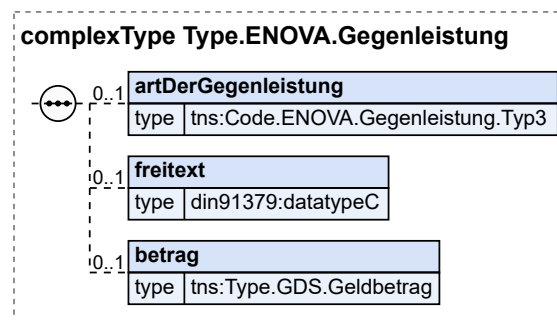 complexType Type.ENOVA.Gegenleistung
0..1 artDerGegenleistung
type tns:Code.ENOVA.Gegenleistung.Typ3
0..1 freitext
type din91379:datatypeC
0..1 betrag
type tns:Type.GDS.Geldbetrag